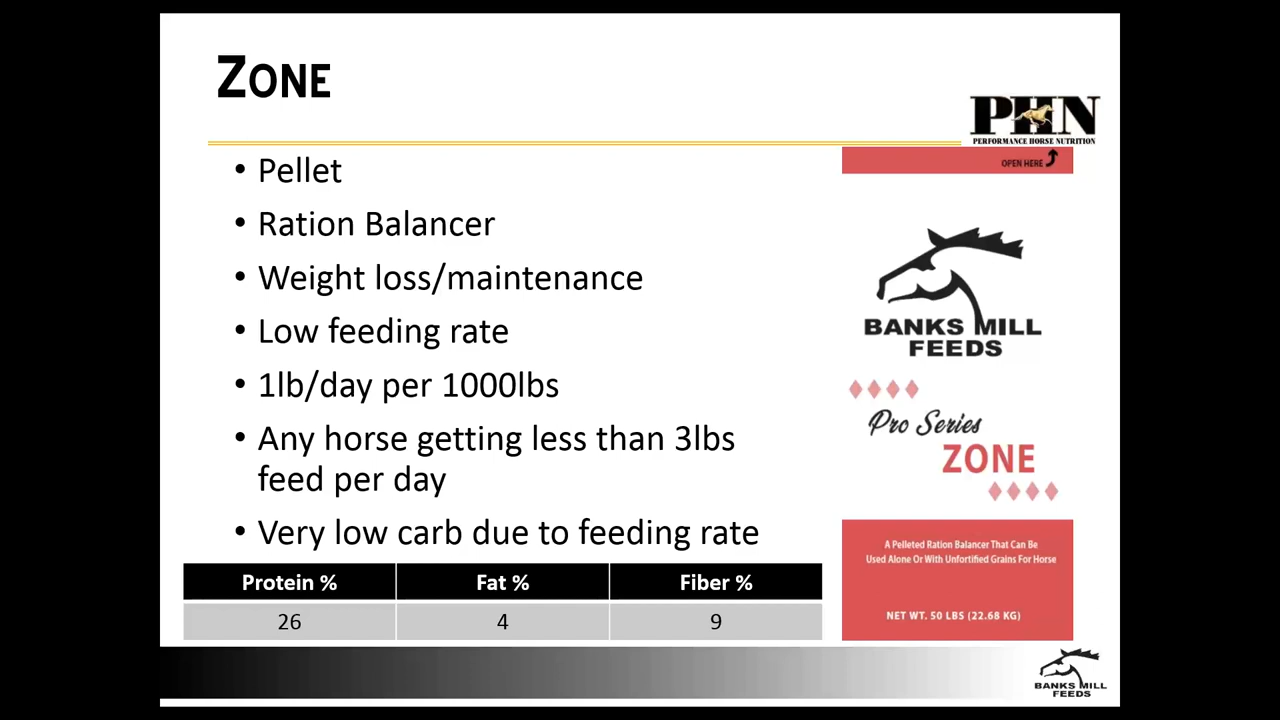 ZONE
PHN
PERFORMANCE HORSE NUTRITION
• Pellet
• Ration Balancer
• Weight loss/maintenance
• Low feeding rate
• 1lb/day per 1000lbs
• Any horse getting less than 3lbs
feed per day
• Very low carb due to feeding rate
Protein % Fat % Fiber %
26 4 9
OPEN HERE
BANKS MILL
FEEDS
Pro Series
ZONE
A Pelleted Ration Balancer That Can Be
Used Alone Or With Unfortified Grains For Horse
NET WT. 50 LBS (22.68 KG)
BANKS MILL
FEEDS